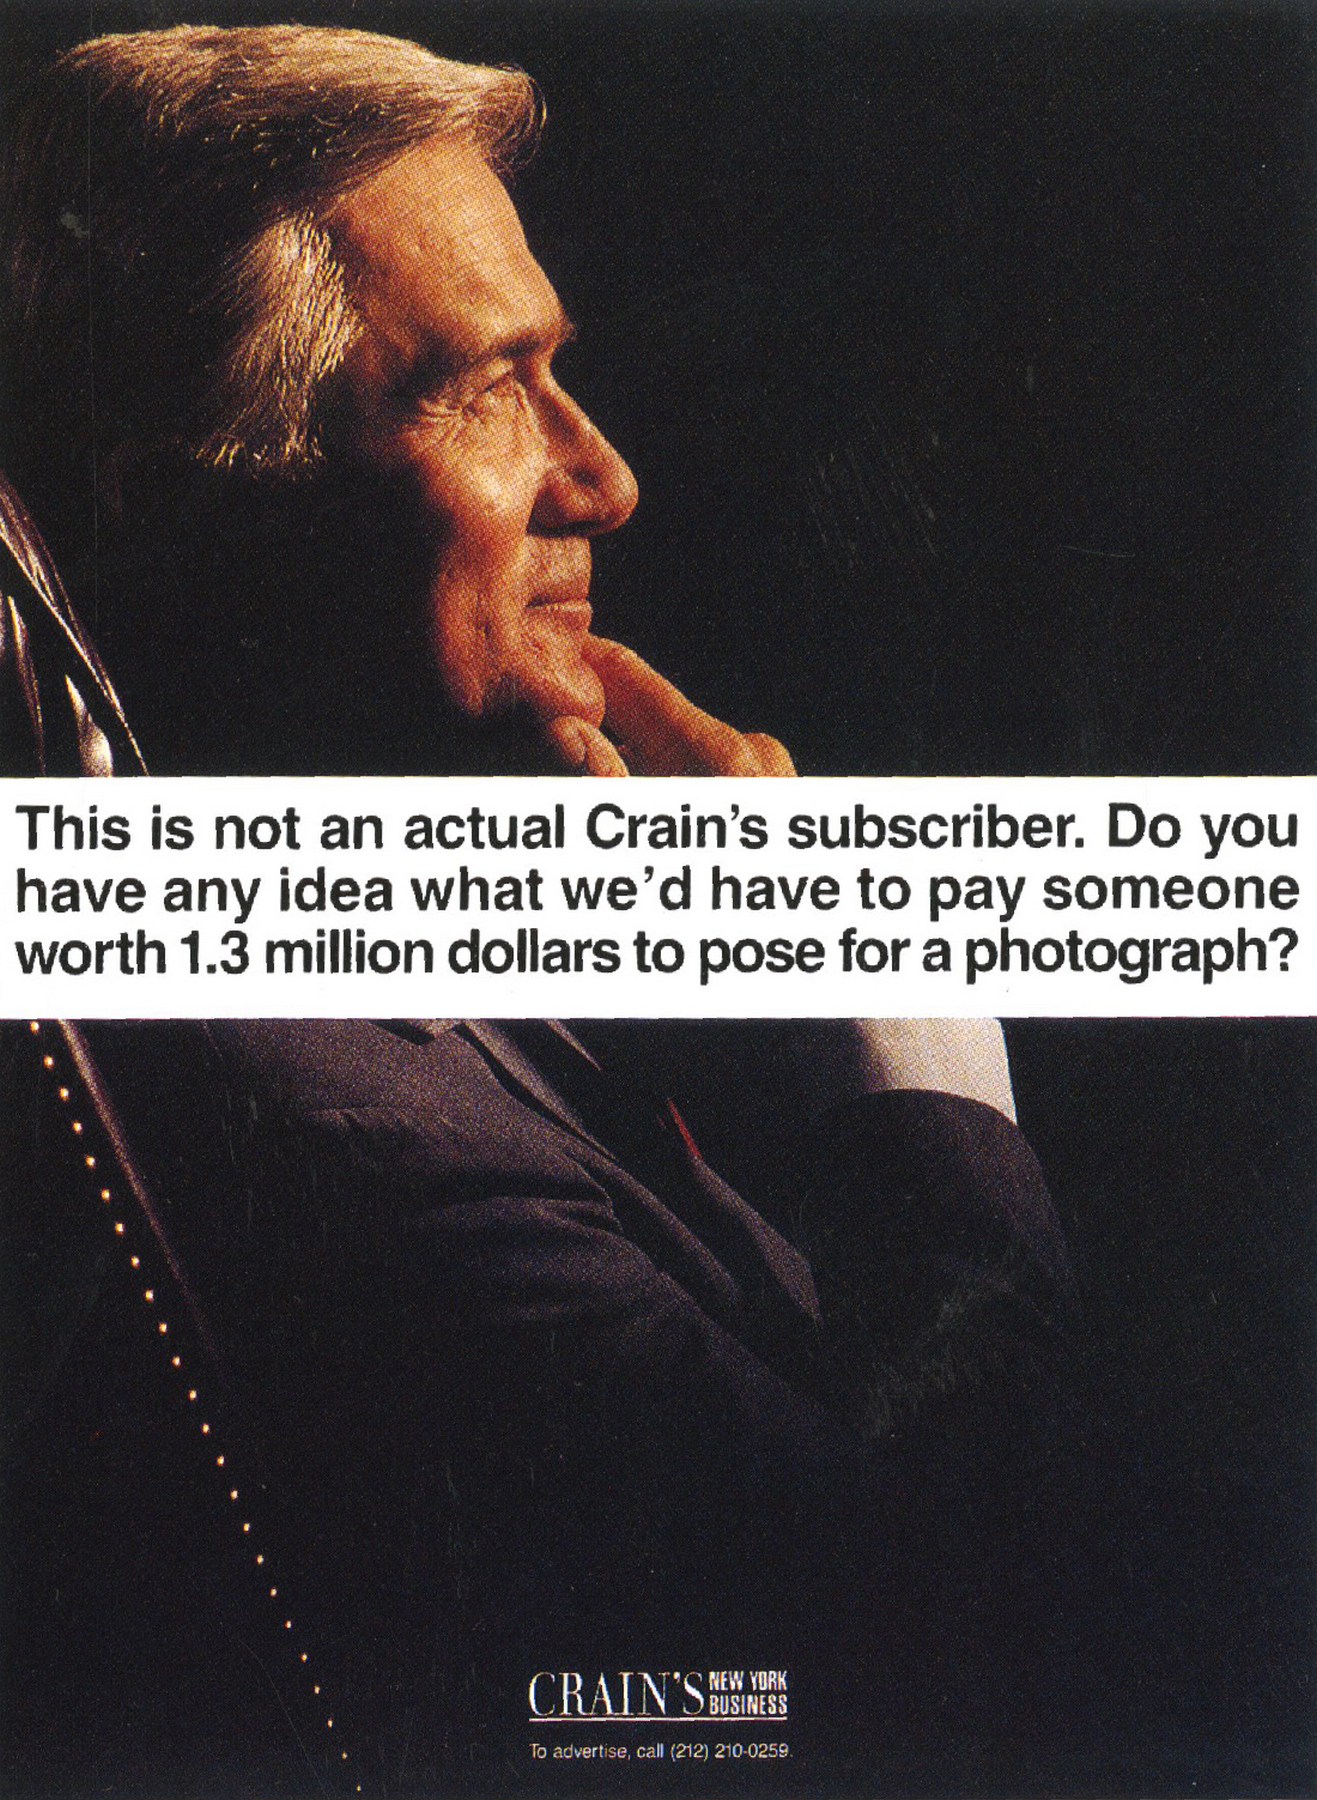 This is not an actual Crain's subscriber. Do you
have any idea what we'd have to pay someone
worth 1.3 million dollars to pose for a photograph?
CRAIN'S NEW YORK
BUSINESS
To advertise, call (212) 210-0259.